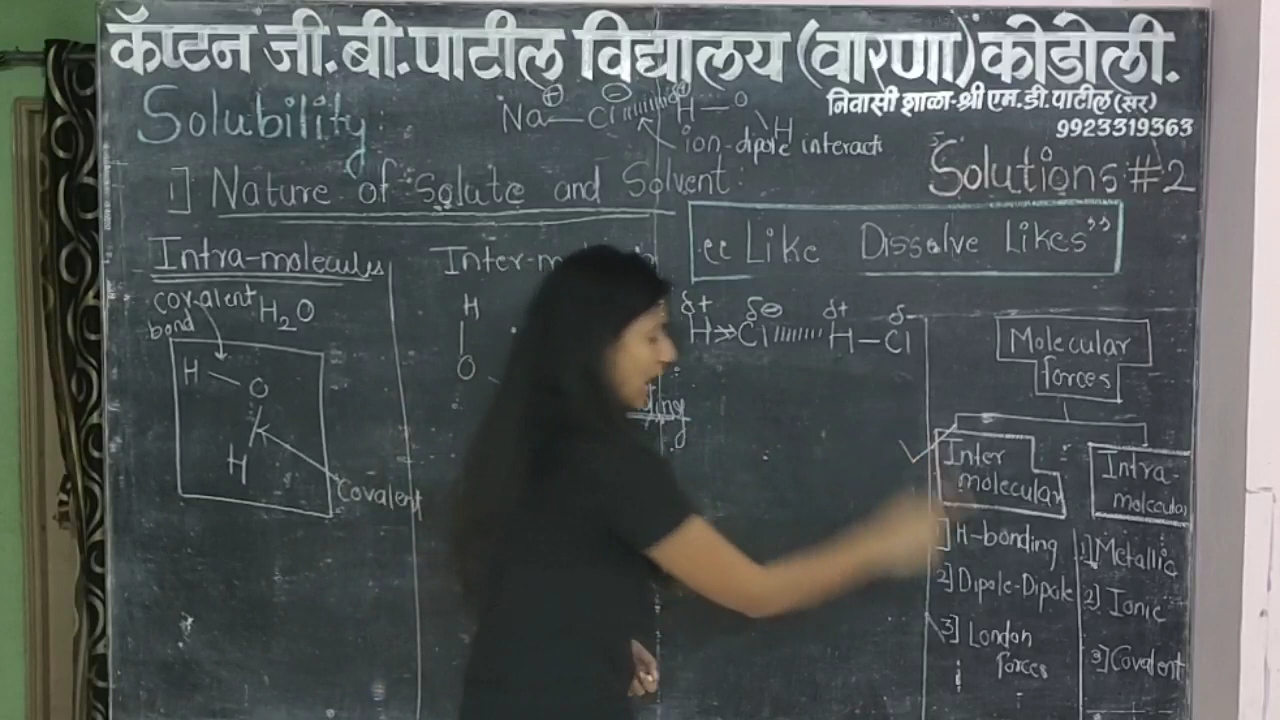 कॅप्टन जी.बी.पाटील विद्यालय (वारणा) कोडोली.
निवासी शाळा-श्री एम.डी.पाटील(सर)
9923319363
Solubility:
Na — Cl H — O
H
ion-dipole interact
Solutions #2
1] Nature of Solute and Solvent:
"Like Dissolve Likes"
Intra-molecules
Inter-m
covalent
bond
H₂O
H — O
H
Covalent
H
O
δ+ δ⊖ δ+ δ-
H Cl H — Cl
Molecular
forces
Inter
molecular
1] H-bonding
2] Dipole-Dipole
3] London
forces
Intra-
molecular
1] Metallic
2] Ionic
3] Covalent